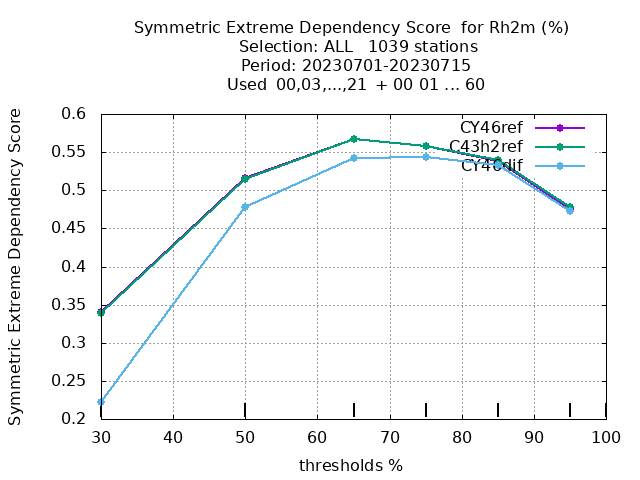 Symmetric Extreme Dependency Score for Rh2m (%)
Selection: ALL 1039 stations
Period: 20230701-20230715
Used 00,03,...,21 + 00 01 ... 60
Symmetric Extreme Dependency Score
0.6
0.55
0.5
0.45
0.4
0.35
0.3
0.25
0.2
CY46ref
C43h2ref
30 40 50 60 70 80 90 100
thresholds %